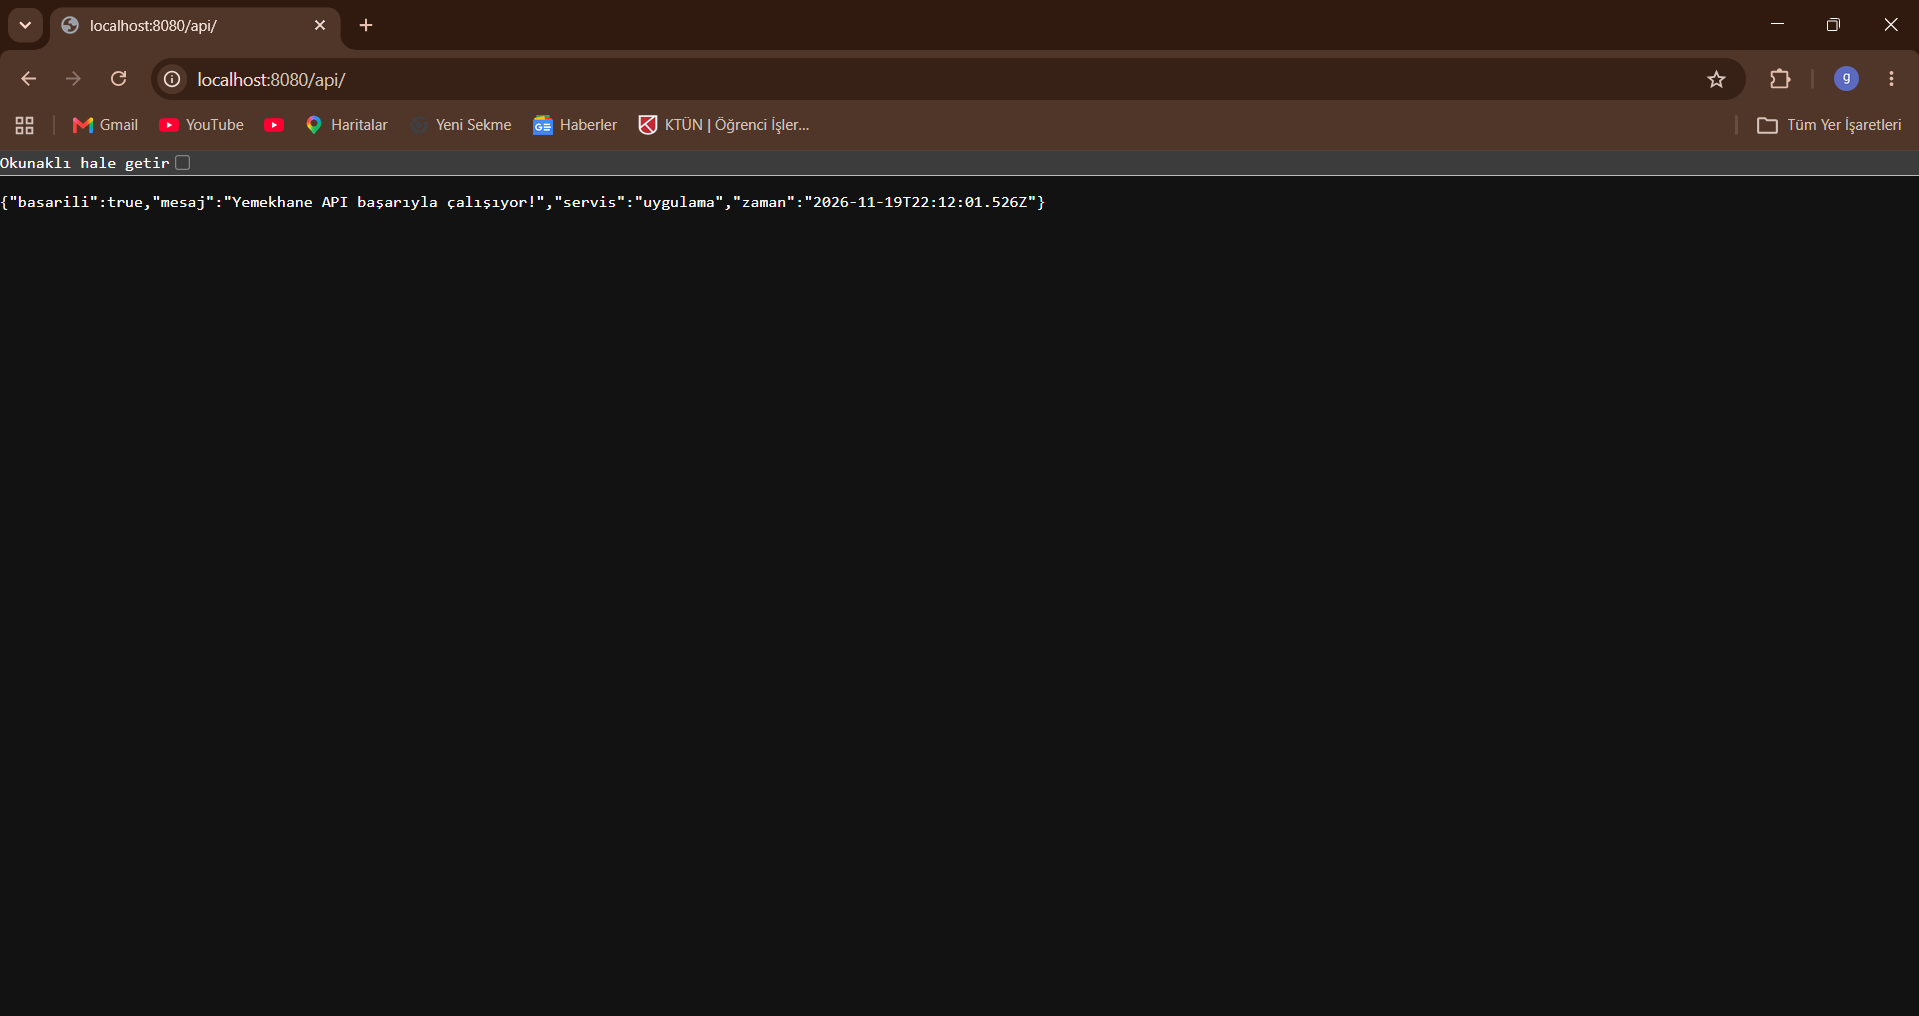 localhost:8080/api/
localhost:8080/api/
g
Gmail
YouTube
Haritalar
Yeni Sekme
Haberler
KTÜN | Öğrenci İşler...
Tüm Yer İşaretleri
Okunaklı hale getir
{"basarili":true,"mesaj":"Yemekhane API başarıyla çalışıyor!","servis":"uygulama","zaman":"2026-11-19T22:12:01.526Z"}